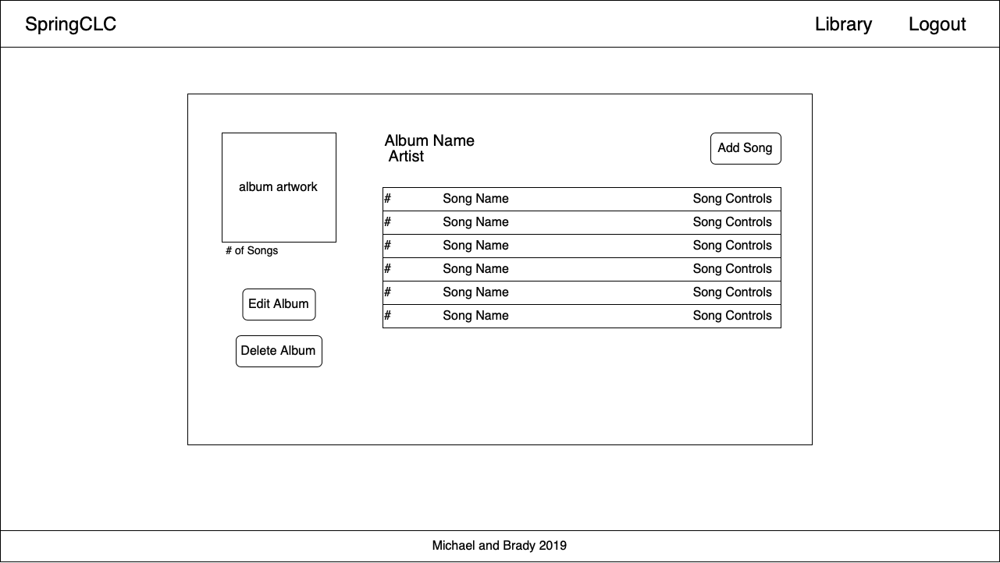 SpringCLC Library Logout
album artwork
# of Songs
Edit Album
Delete Album
Album Name
Artist
Add Song
# Song Name Song Controls
# Song Name Song Controls
# Song Name Song Controls
# Song Name Song Controls
# Song Name Song Controls
# Song Name Song Controls
Michael and Brady 2019